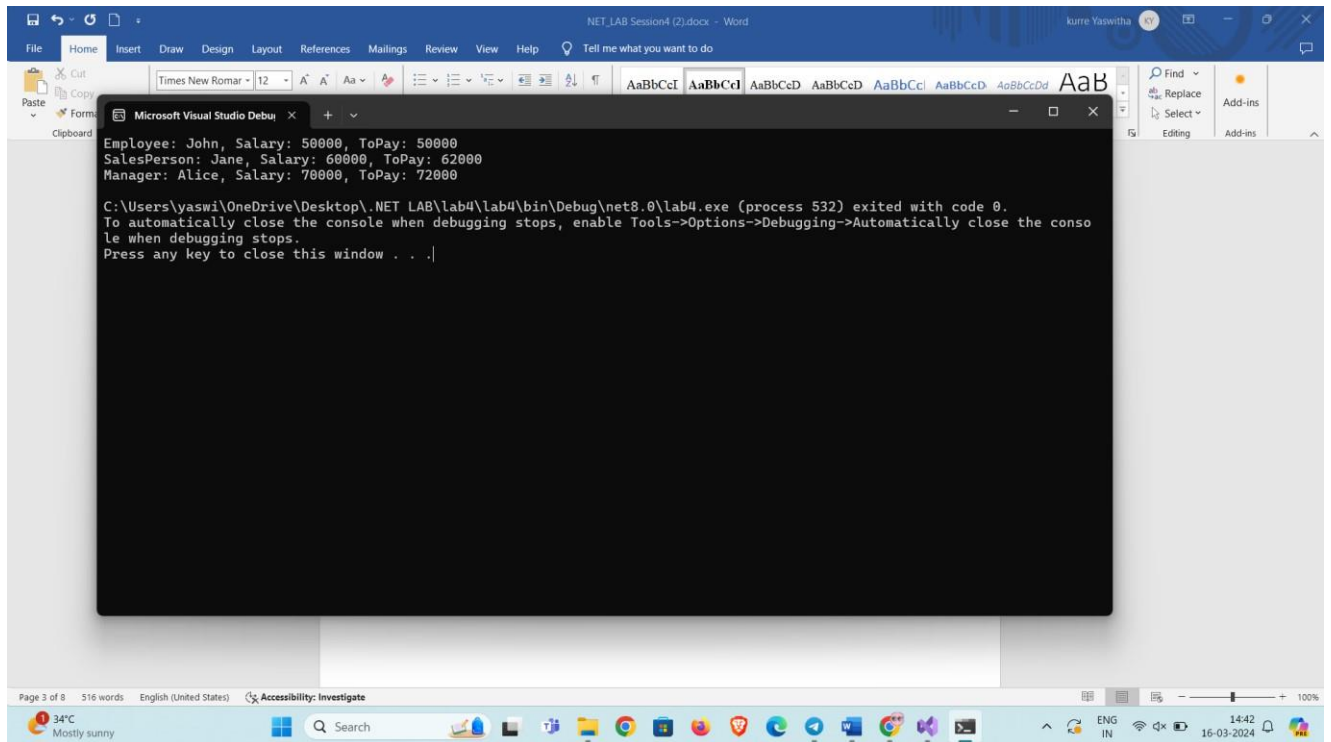 NET_LAB Session4 (2).docx - Word
kurre Yaswitha
KY
File Home Insert Draw Design Layout References Mailings Review View Help Tell me what you want to do
Cut
Copy
Paste
Forma
Clipboard
Times New Romar 12
AaBbCcI AaBbCcI AaBbCcD AaBbCcD AaBbCcI AaBbCcD AaBbCcDd AaB
Find
Replace
Select
Editing
Add-ins
Add-ins
Microsoft Visual Studio Debu
Employee: John, Salary: 50000, ToPay: 50000
SalesPerson: Jane, Salary: 60000, ToPay: 62000
Manager: Alice, Salary: 70000, ToPay: 72000
C:\Users\yaswi\OneDrive\Desktop\.NET LAB\lab4\lab4\bin\Debug\net8.0\lab4.exe (process 532) exited with code 0.
To automatically close the console when debugging stops, enable Tools->Options->Debugging->Automatically close the conso
le when debugging stops.
Press any key to close this window . . .
Page 3 of 8 516 words English (United States) Accessibility: Investigate
100%
1
34°C
Mostly sunny
Search
ENG
IN
14:42
16-03-2024
PRE